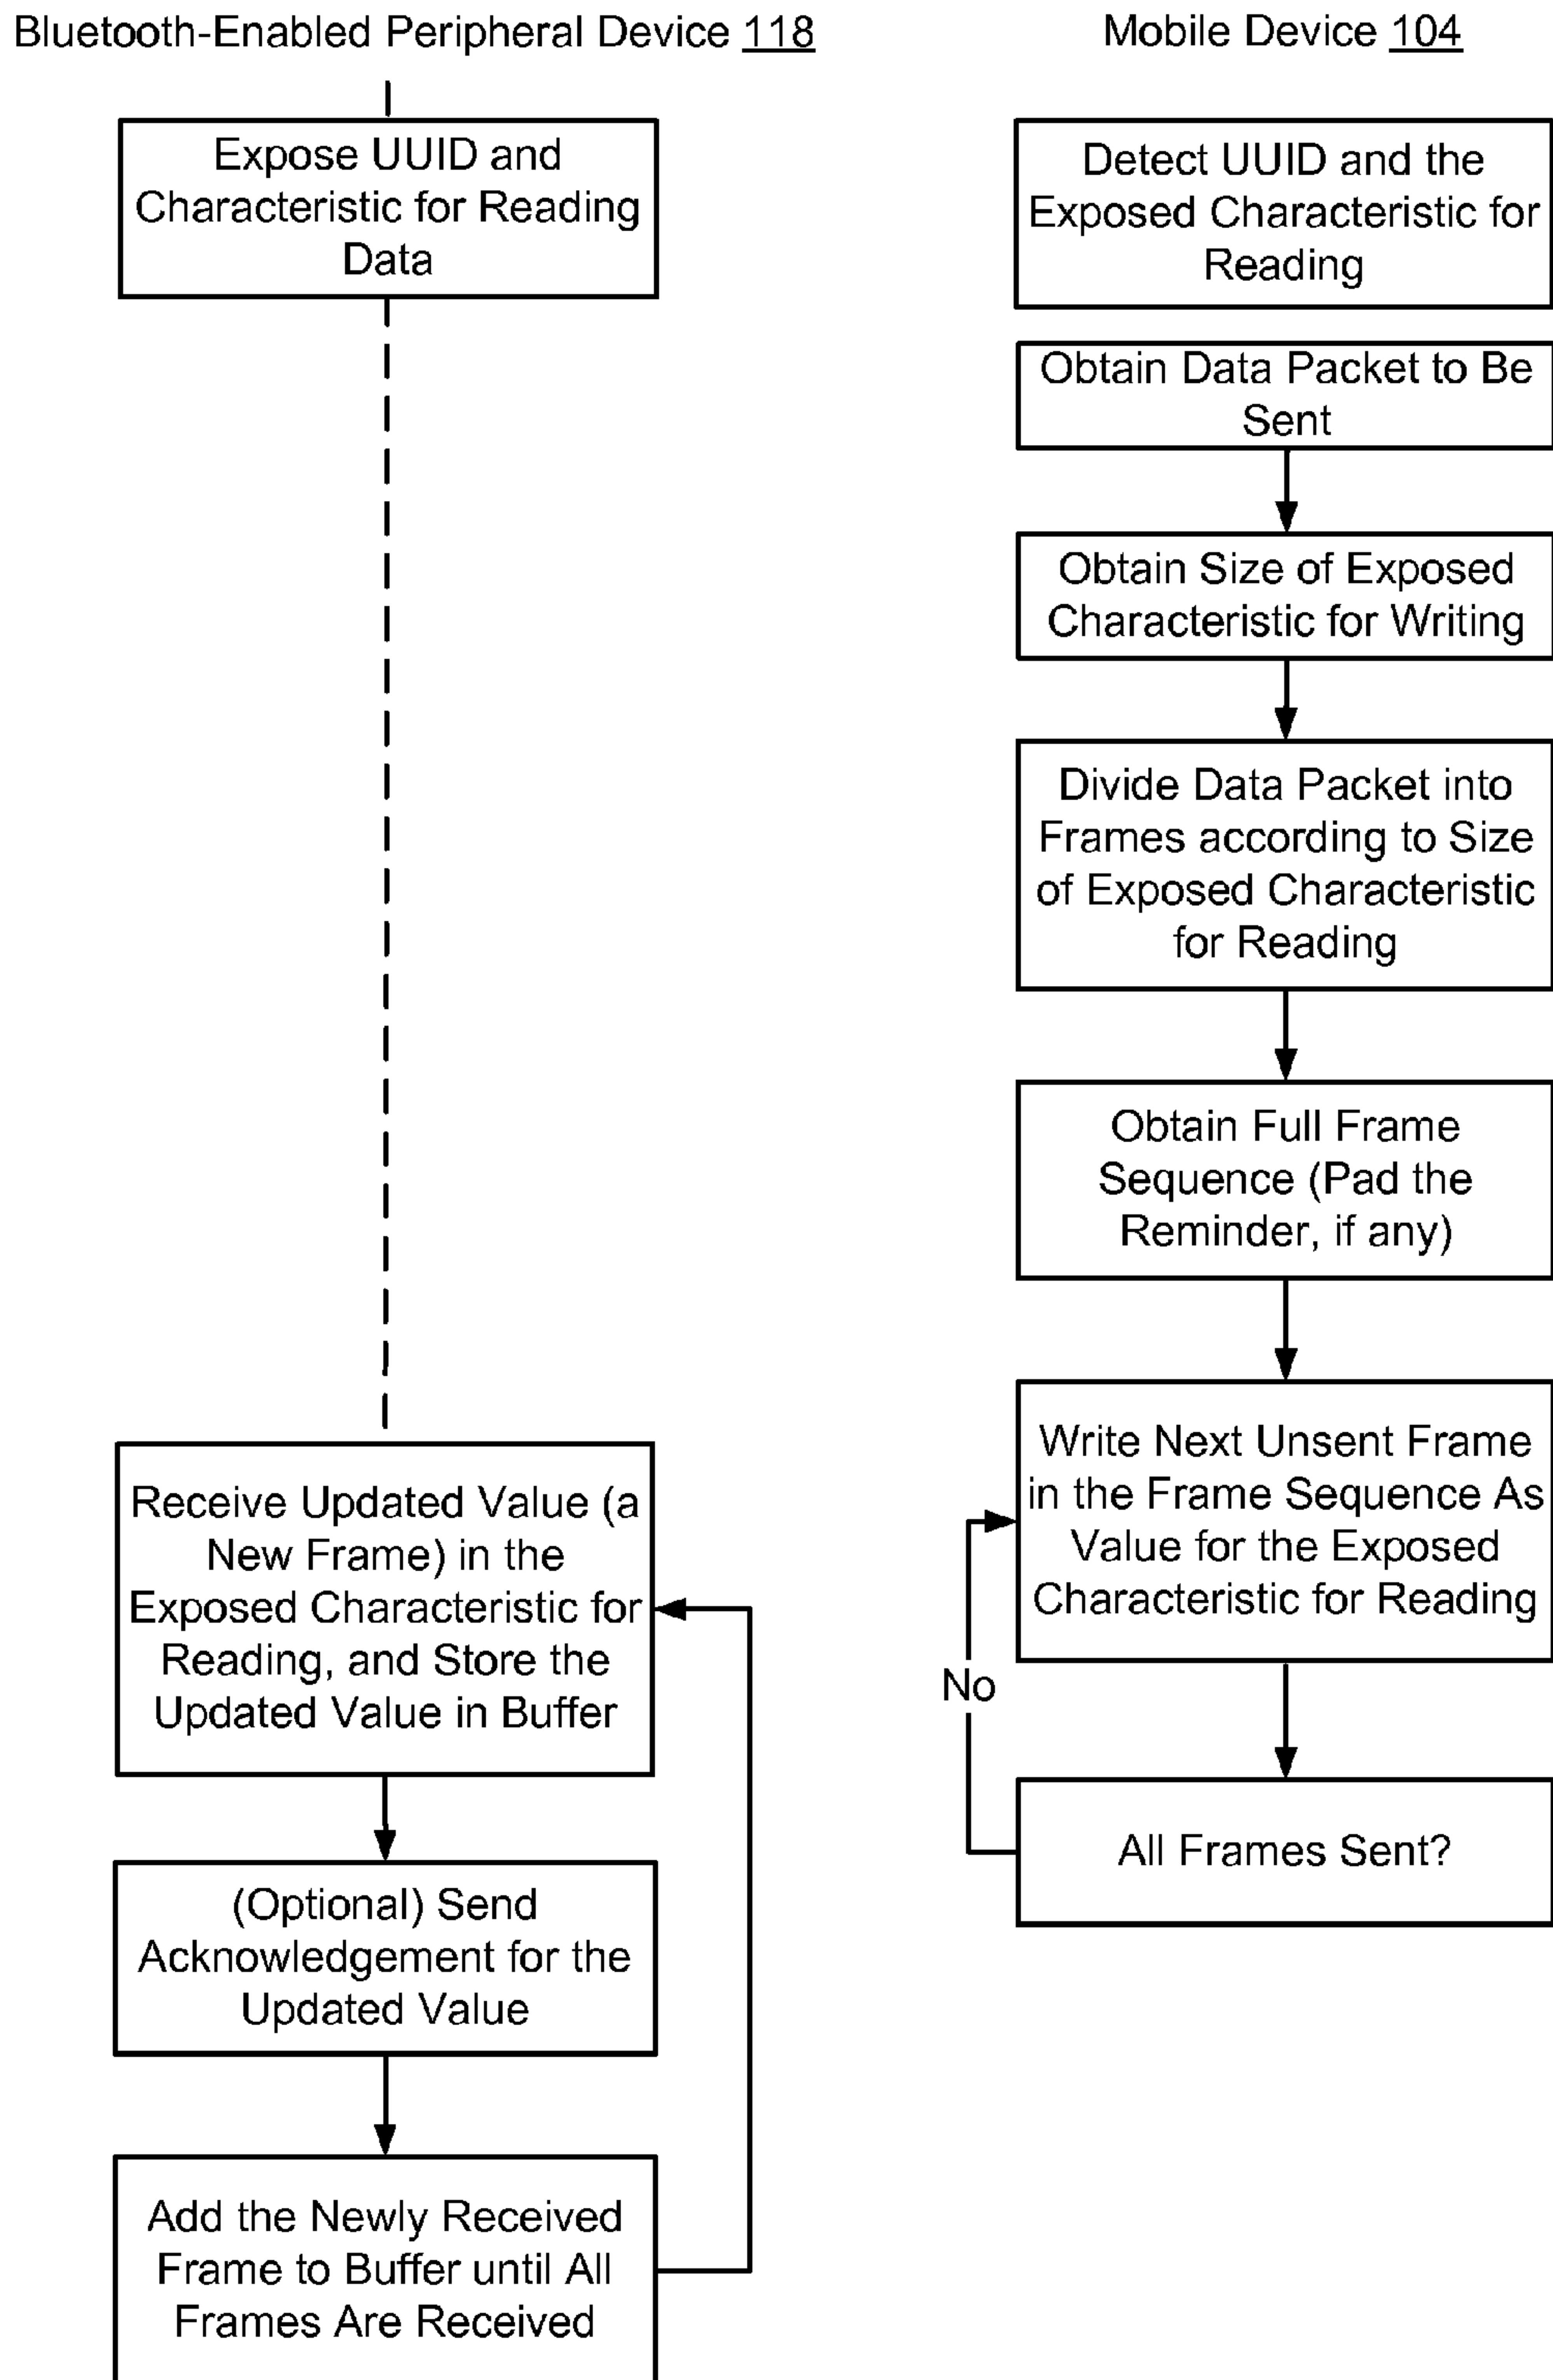 Bluetooth-Enabled Peripheral Device 118
Expose UUID and
Characteristic for Reading
Data
Receive Updated Value (a
New Frame) in the
Exposed Characteristic for
Reading, and Store the
Updated Value in Buffer
(Optional) Send
Acknowledgement for the
Updated Value
Add the Newly Received
Frame to Buffer until All
Frames Are Received
Mobile Device 104
Detect UUID and the
Exposed Characteristic for
Reading
Obtain Data Packet to Be
Sent
Obtain Size of Exposed
Characteristic for Writing
Divide Data Packet into
Frames according to Size
of Exposed Characteristic
for Reading
Obtain Full Frame
Sequence (Pad the
Reminder, if any)
Write Next Unsent Frame
in the Frame Sequence As
Value for the Exposed
Characteristic for Reading
No
All Frames Sent?